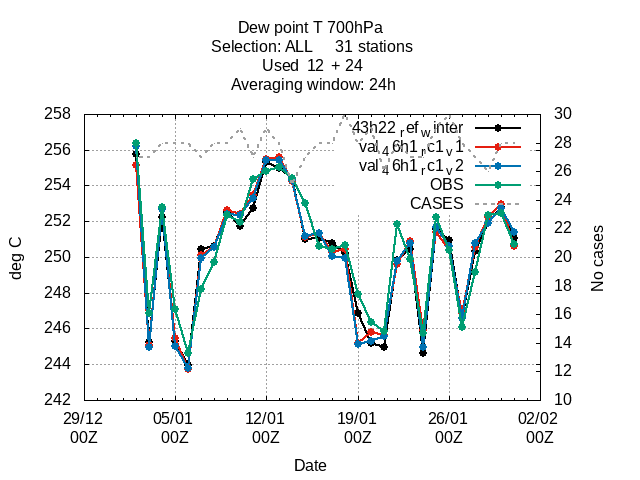 Dew point T 700hPa
Selection: ALL 31 stations
Used 12 + 24
Averaging window: 24h
258
256
254
252
250
248
246
244
242
deg C
30
28
26
24
22
20
18
16
14
12
10
No cases
43h22_ref_winter
val_46h1_rc1_v1
val_46h1_rc1_v2
OBS
CASES
29/12 05/01 12/01 19/01 26/01 02/02
00Z 00Z 00Z 00Z 00Z 00Z
Date